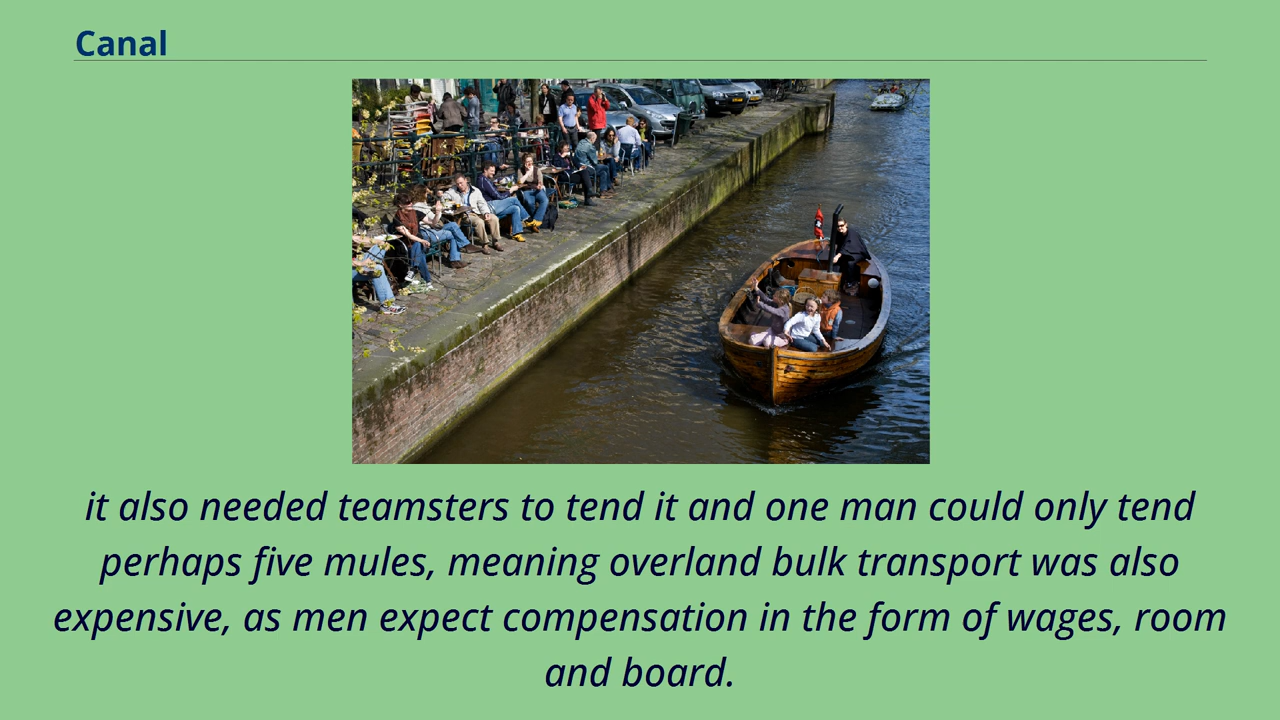 Canal
it also needed teamsters to tend it and one man could only tend
perhaps five mules, meaning overland bulk transport was also
expensive, as men expect compensation in the form of wages, room
and board.